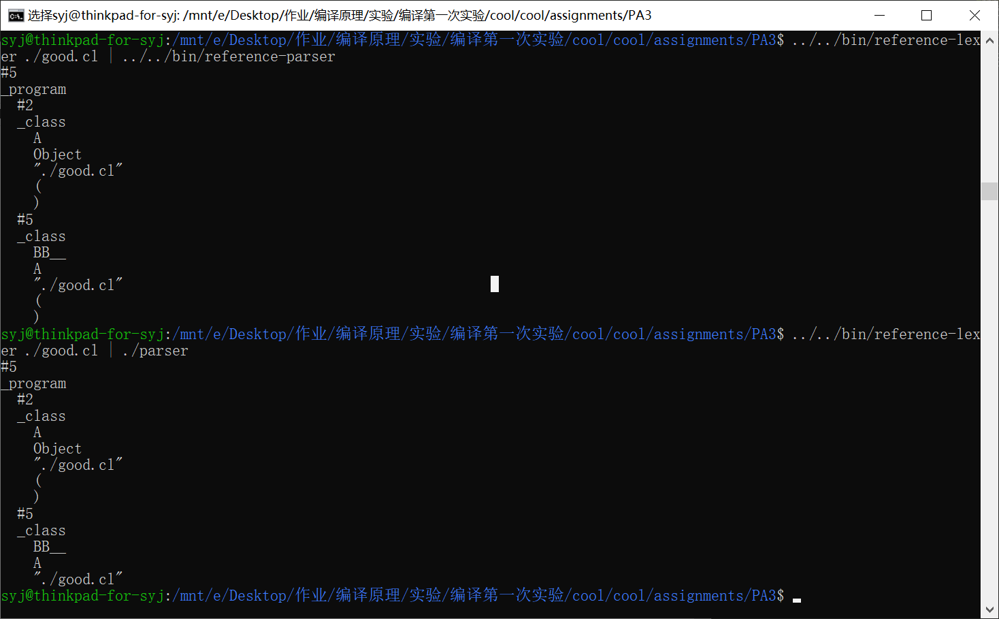 选择syj@thinkpad-for-syj: /mnt/e/Desktop/作业/编译原理/实验/编译第一次实验/cool/cool/assignments/PA3
syj@thinkpad-for-syj:/mnt/e/Desktop/作业/编译原理/实验/编译第一次实验/cool/cool/assignments/PA3$ ../../bin/reference-lex
er ./good.cl | ../../bin/reference-parser
#5
_program
  #2
  _class
    A
    Object
    "./good.cl"
    (
    )
  #5
  _class
    BB__
    A
    "./good.cl"
    (
    )
syj@thinkpad-for-syj:/mnt/e/Desktop/作业/编译原理/实验/编译第一次实验/cool/cool/assignments/PA3$ ../../bin/reference-lex
er ./good.cl | ./parser
#5
_program
  #2
  _class
    A
    Object
    "./good.cl"
    (
    )
  #5
  _class
    BB__
    A
    "./good.cl"
syj@thinkpad-for-syj:/mnt/e/Desktop/作业/编译原理/实验/编译第一次实验/cool/cool/assignments/PA3$